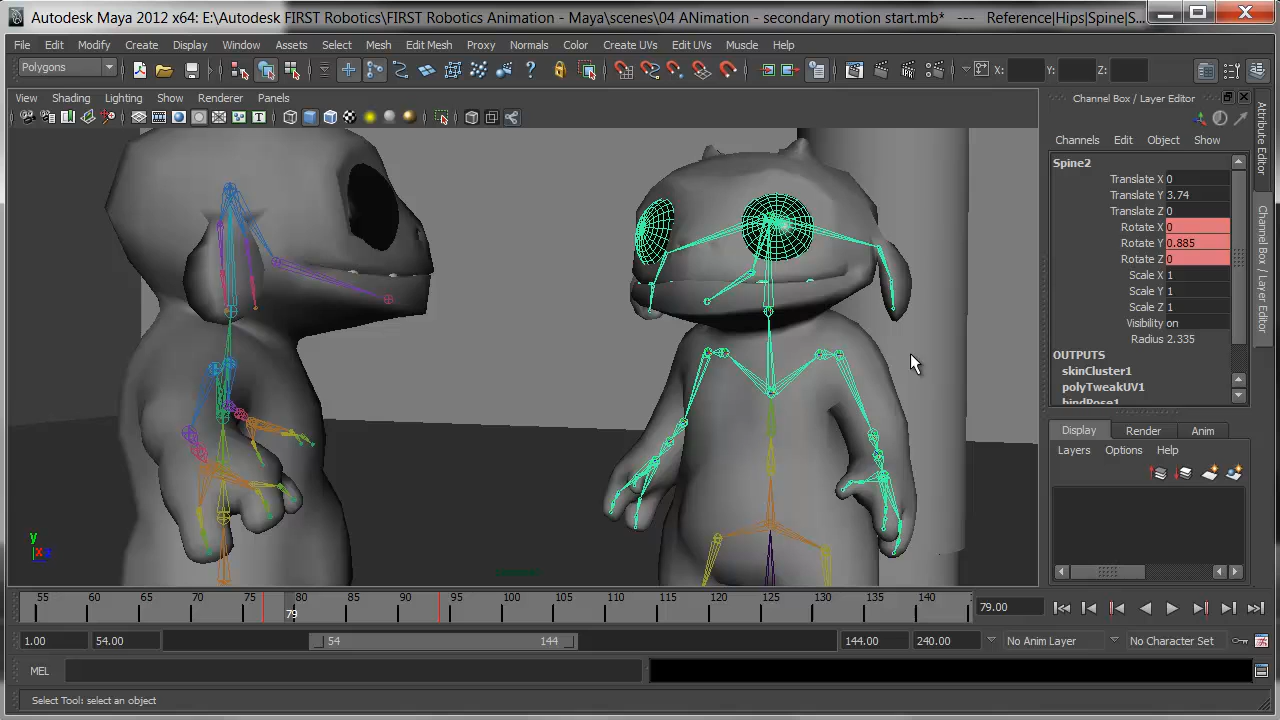 Autodesk Maya 2012 x64: E:\Autodesk FIRST Robotics\FIRST Robotics Animation - Maya\scenes\04 ANimation - secondary motion start.mb* --- Reference|Hips|Spine|S...
File Edit Modify Create Display Window Assets Select Mesh Edit Mesh Proxy Normals Color Create UVs Edit UVs Muscle Help
Polygons X: Y: Z:
View Shading Lighting Show Renderer Panels
Channel Box / Layer Editor
Channels Edit Object Show
Spine2
Translate X 0
Translate Y 3.74
Translate Z 0
Rotate X 0
Rotate Y 0.885
Rotate Z 0
Scale X 1
Scale Y 1
Scale Z 1
Visibility on
Radius 2.335
OUTPUTS
skinCluster1
polyTweakUV1
bindPose1
Display Render Anim
Layers Options Help
Attribute Editor
Channel Box / Layer Editor
y
x z
55 60 65 70 75 80 85 90 95 100 105 110 115 120 125 130 135 140
79
79.00
1.00 54.00 54 144 144.00 240.00 No Anim Layer No Character Set
MEL
Select Tool: select an object